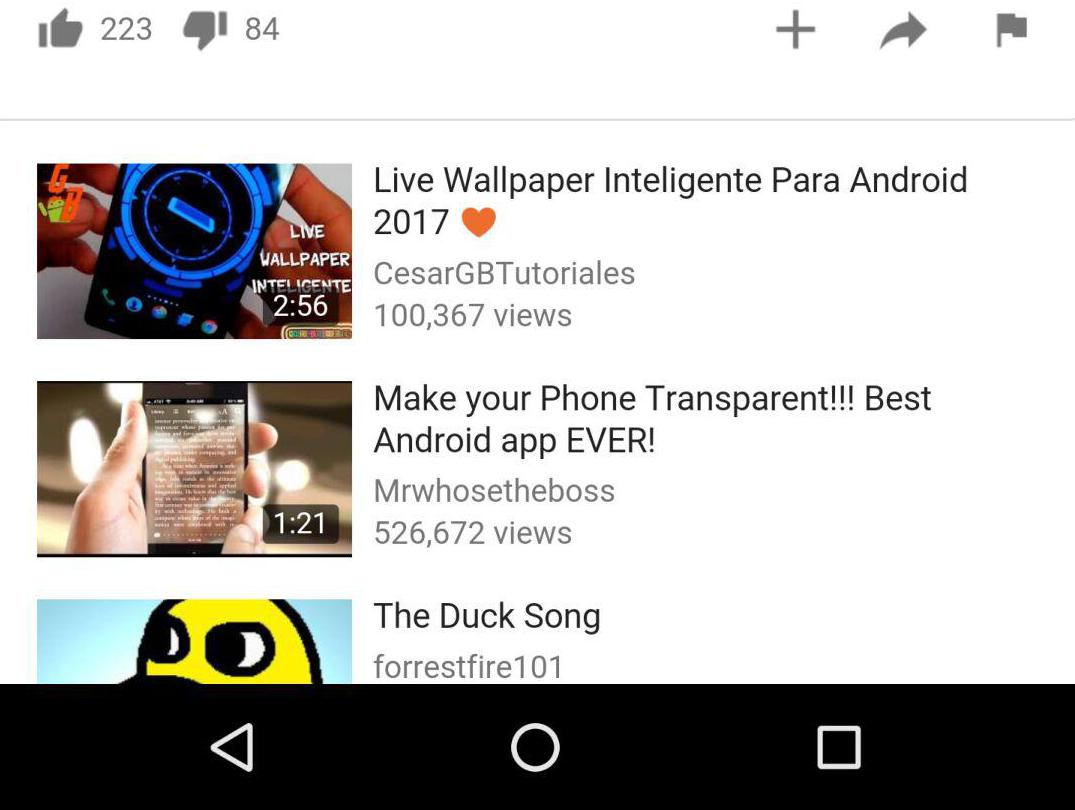 223
84
Live Wallpaper Inteligente Para Android
2017
CesarGBTutoriales
100,367 views
LIVE
WALLPAPER
INTELIGENTE
2:56
Make your Phone Transparent!!! Best
Android app EVER!
Mrwhosetheboss
526,672 views
1:21
The Duck Song
forrestfire101